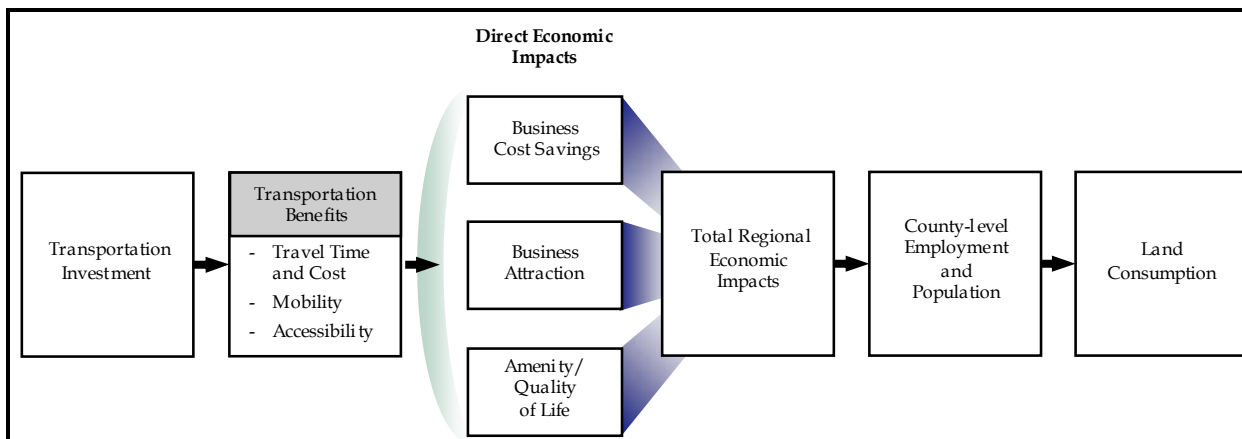 Direct Economic
Impacts
Transportation
Investment
Transportation
Benefits
- Travel Time
and Cost
- Mobility
- Accessibility
Business
Cost Savings
Business
Attraction
Amenity/
Quality
of Life
Total Regional
Economic
Impacts
County-level
Employment
and
Population
Land
Consumption